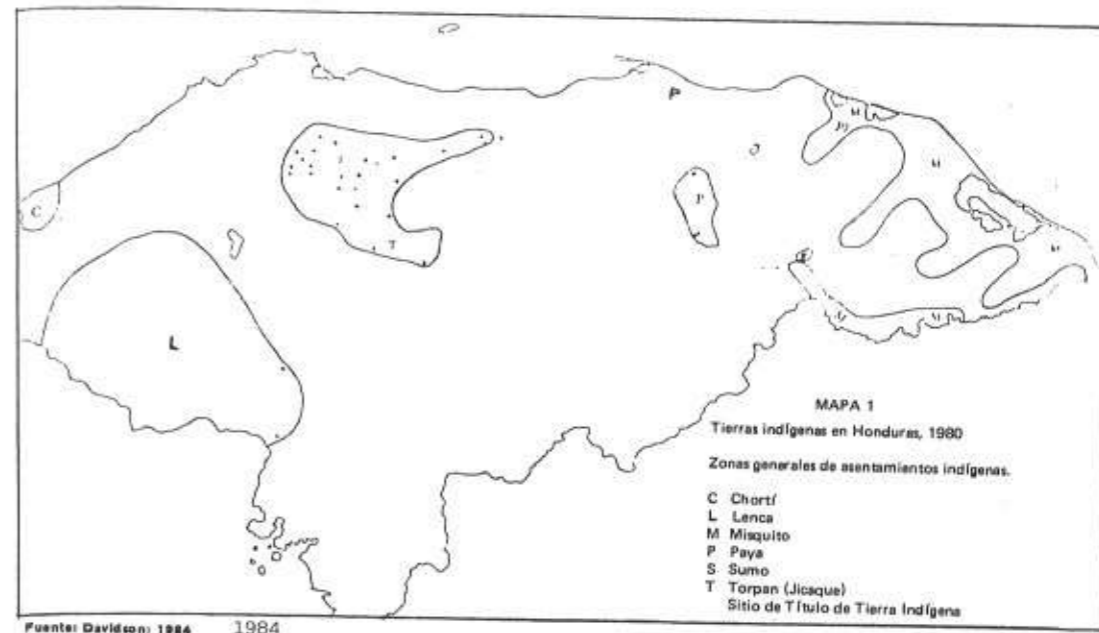 P
M
M
M
C
P
T
L
M
M
MAPA 1
Tierras indígenas en Honduras, 1980
Zonas generales de asentamientos indígenas.
C Chortí
L Lenca
M Misquito
P Paya
S Sumo
T Torpan (Jicaque)
Sitio de Título de Tierra Indígena
Fuente: Davidson: 1984 1984